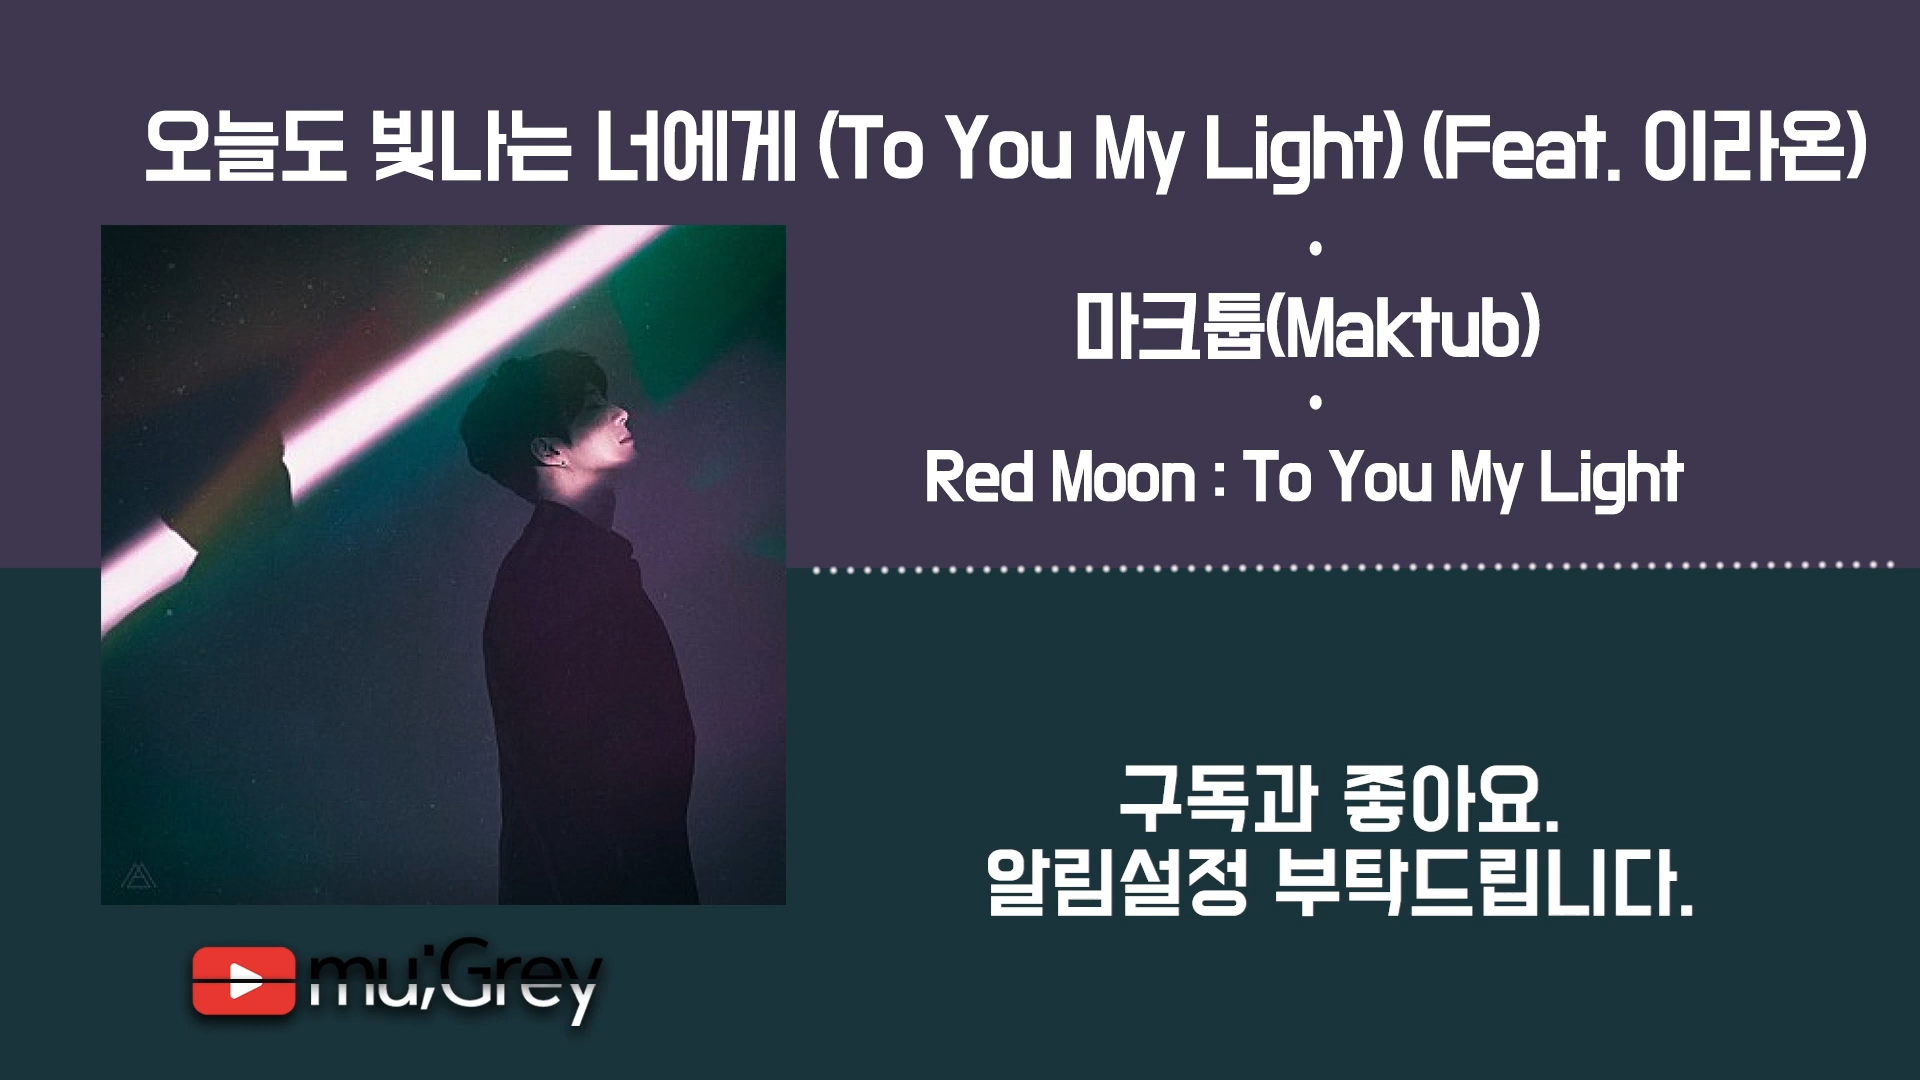 오늘도 빛나는 너에게 (To You My Light) (Feat. 이라온)
•
마크툽(Maktub)
•
Red Moon : To You My Light
구독과 좋아요.
알림설정 부탁드립니다.
mu;Grey